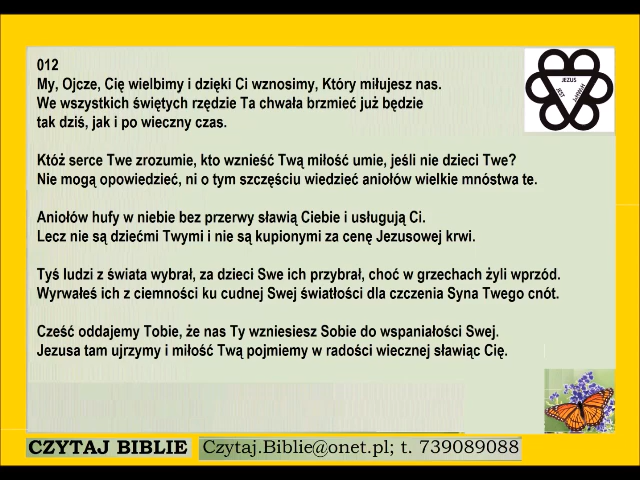 012
My, Ojcze, Cię wielbimy i dzięki Ci wznosimy, Który miłujesz nas.
We wszystkich świętych rzędzie Ta chwała brzmieć już będzie
tak dziś, jak i po wieczny czas.
Któż serce Twe zrozumie, kto wznieść Twą miłość umie, jeśli nie dzieci Twe?
Nie mogą opowiedzieć, ni o tym szczęściu wiedzieć aniołów wielkie mnóstwa te.
Aniołów hufy w niebie bez przerwy sławią Ciebie i usługują Ci.
Lecz nie są dziećmi Twymi i nie są kupionymi za cenę Jezusowej krwi.
Tyś ludzi z świata wybrał, za dzieci Swe ich przybrał, choć w grzechach żyli wprzód.
Wyrwałeś ich z ciemności ku cudnej Swej światłości dla czczenia Syna Twego cnót.
Cześć oddajemy Tobie, że nas Ty wzniesiesz Sobie do wspaniałości Swej.
Jezusa tam ujrzymy i miłość Twą pojmiemy w radości wiecznej sławiąc Cię.
JEZUS
JEST
CZYTAJ BIBLIE
Czytaj.Biblie@onet.pl; t. 739089088